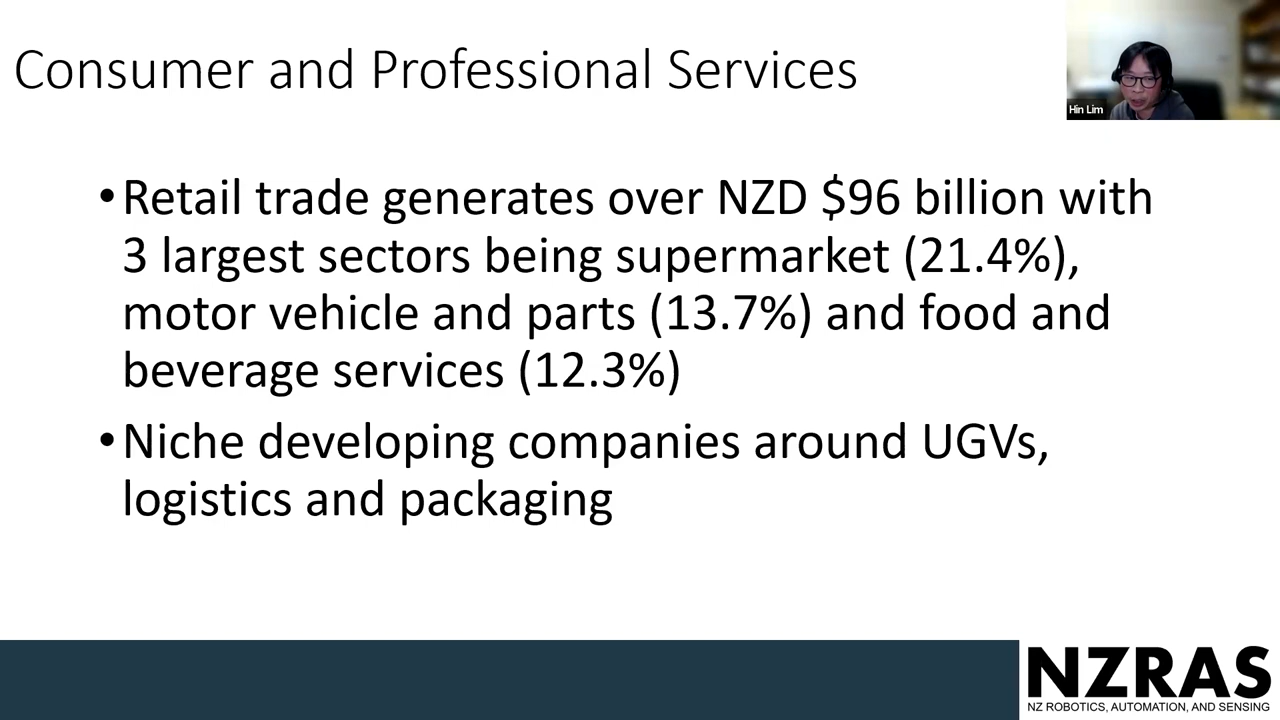 Consumer and Professional Services
Hin Lim
•Retail trade generates over NZD $96 billion with
3 largest sectors being supermarket (21.4%),
motor vehicle and parts (13.7%) and food and
beverage services (12.3%)
•Niche developing companies around UGVs,
logistics and packaging
NZRAS
NZ ROBOTICS, AUTOMATION, AND SENSING